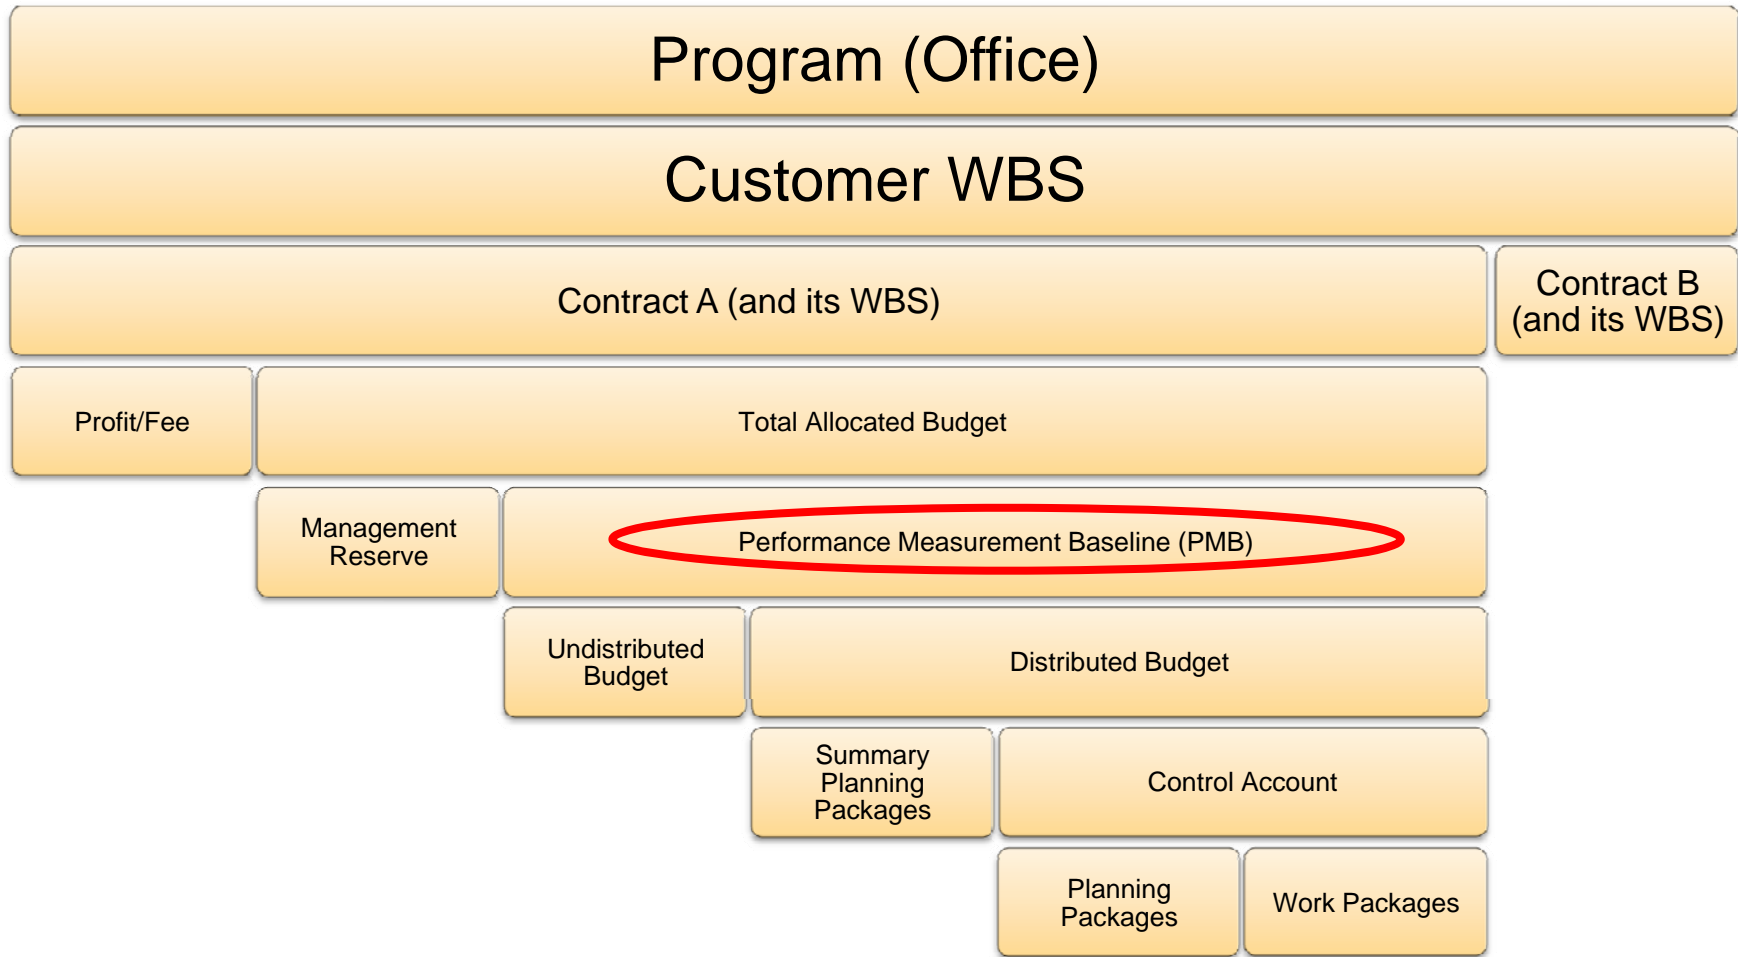 Program (Office)
Customer WBS
Contract A (and its WBS)
Contract B
(and its WBS)
Profit/Fee
Total Allocated Budget
Management
Reserve
Performance Measurement Baseline (PMB)
Undistributed
Budget
Distributed Budget
Summary
Planning
Packages
Control Account
Planning
Packages
Work Packages